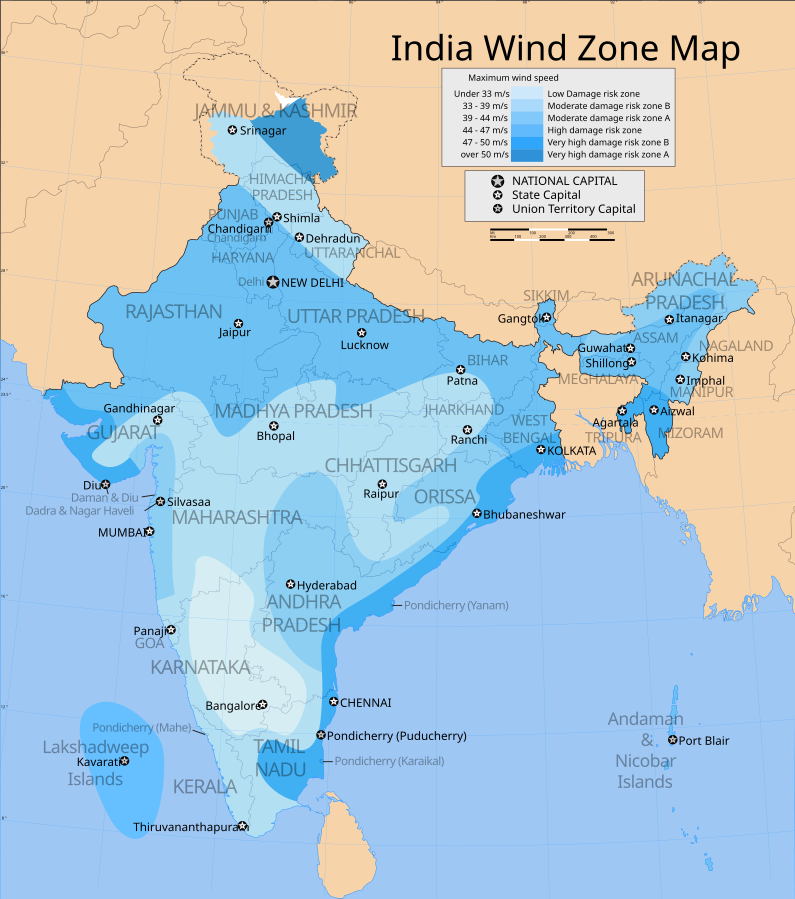 India Wind Zone Map
Maximum wind speed
Under 33 m/s Low Damage risk zone
33 - 39 m/s Moderate damage risk zone B
39 - 44 m/s Moderate damage risk zone A
44 - 47 m/s High damage risk zone
47 - 50 m/s Very high damage risk zone B
over 50 m/s Very high damage risk zone A
NATIONAL CAPITAL
State Capital
Union Territory Capital
JAMMU & KASHMIR
Srinagar
HIMACHAL
PRADESH
PUNJAB
Shimla
Chandigarh
Chandigarh
Dehradun
UTTARANCHAL
HARYANA
Delhi
NEW DELHI
RAJASTHAN
Jaipur
UTTAR PRADESH
Lucknow
SIKKIM
Gangtok
ARUNACHAL
PRADESH
Itanagar
ASSAM
Guwahati
NAGALAND
Kohima
Shillong
MEGHALAYA
Imphal
MANIPUR
BIHAR
Patna
Agartala
Aizwal
TRIPURA
MIZORAM
Gandhinagar
GUJARAT
MADHYA PRADESH
Bhopal
JHARKHAND
Ranchi
WEST
BENGAL
KOLKATA
CHHATTISGARH
Raipur
ORISSA
Bhubaneshwar
Diu
Daman & Diu
Dadra & Nagar Haveli
Silvasaa
MAHARASHTRA
MUMBAI
Hyderabad
ANDHRA
PRADESH
Pondicherry (Yanam)
Panaji
GOA
KARNATAKA
Bangalore
CHENNAI
Pondicherry (Mahe)
Pondicherry (Puducherry)
Lakshadweep
Islands
Kavarati
TAMIL
NADU
Pondicherry (Karaikal)
KERALA
Thiruvananthapuram
Andaman
&
Nicobar
Islands
Port Blair